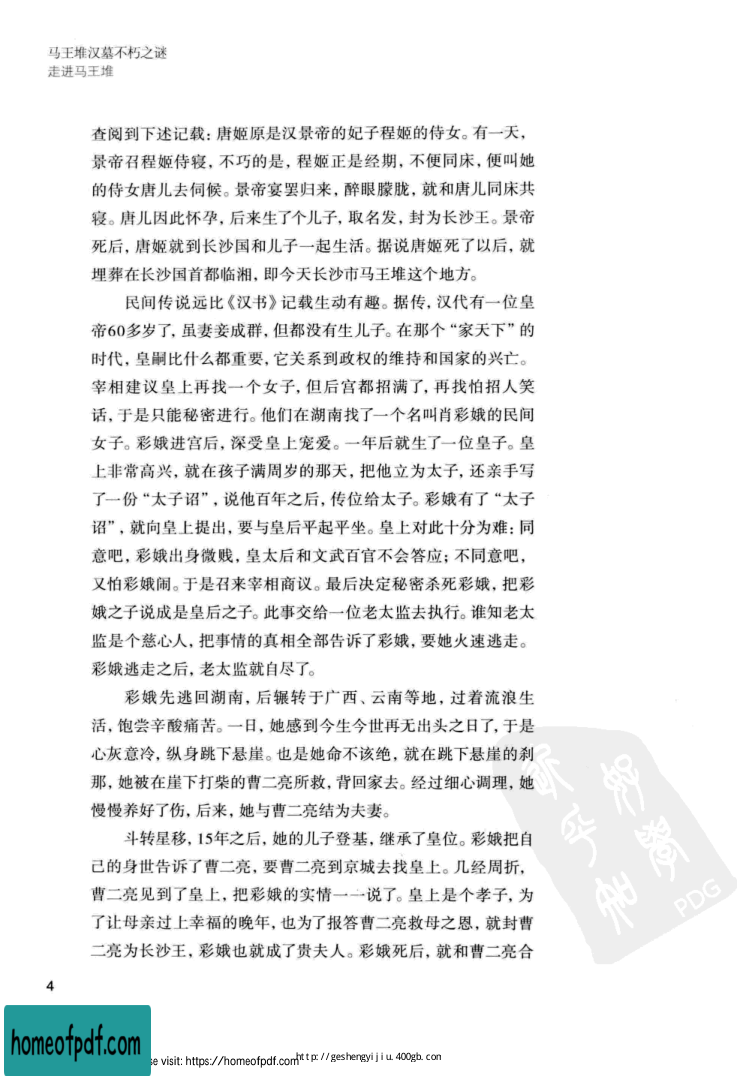 马王堆汉墓不朽之谜
走进马王堆
查阅到下述记载：唐姬原是汉景帝的妃子程姬的侍女。有一天，
景帝召程姬侍寝，不巧的是，程姬正是经期，不便同床，便叫她
的侍女唐儿去伺候。景帝宴罢归来，醉眼朦胧，就和唐儿同床共
寝。唐儿因此怀孕，后来生了个儿子，取名发，封为长沙王。景帝
死后，唐姬就到长沙国和儿子一起生活。据说唐姬死了以后，就
埋葬在长沙国首都临湘，即今天长沙市马王堆这个地方。
民间传说远比《汉书》记载生动有趣。据传，汉代有一位皇
帝60多岁了，虽妻妾成群，但都没有生儿子。在那个“家天下”的
时代，皇嗣比什么都重要，它关系到政权的维持和国家的兴亡。
宰相建议皇上再找一个女子，但后宫都招满了，再找怕招人笑
话，于是只能秘密进行。他们在湖南找了一个名叫肖彩娥的民间
女子。彩娥进宫后，深受皇上宠爱。一年后就生了一位皇子。皇
上非常高兴，就在孩子满周岁的那天，把他立为太子，还亲手写
了一份“太子诏”，说他百年之后，传位给太子。彩娥有了“太子
诏”，就向皇上提出，要与皇后平起平坐。皇上对此十分为难：同
意吧，彩娥出身微贱，皇太后和文武百官不会答应；不同意吧，
又怕彩娥闹。于是召来宰相商议。最后决定秘密杀死彩娥，把彩
娥之子说成是皇后之子。此事交给一位老太监去执行。谁知老太
监是个慈心人，把事情的真相全部告诉了彩娥，要她火速逃走。
彩娥逃走之后，老太监就自尽了。
彩娥先逃回湖南，后辗转于广西、云南等地，过着流浪生
活，饱尝辛酸痛苦。一日，她感到今生今世再无出头之日了，于是
心灰意冷，纵身跳下悬崖。也是她命不该绝，就在跳下悬崖的刹
那，她被在崖下打柴的曹二亮所救，背回家去。经过细心调理，她
慢慢养好了伤，后来，她与曹二亮结为夫妻。
斗转星移，15年之后，她的儿子登基，继承了皇位。彩娥把自
己的身世告诉了曹二亮，要曹二亮到京城去找皇上。几经周折，
曹二亮见到了皇上，把彩娥的实情一一说了。皇上是个孝子，为
了让母亲过上幸福的晚年，也为了报答曹二亮救母之恩，就封曹
二亮为长沙王，彩娥也就成了贵夫人。彩娥死后，就和曹二亮合
PDG
4
homeofpdf.com
se visit: https://homeofpdf.com
http://geshengyijiu.400gb.com